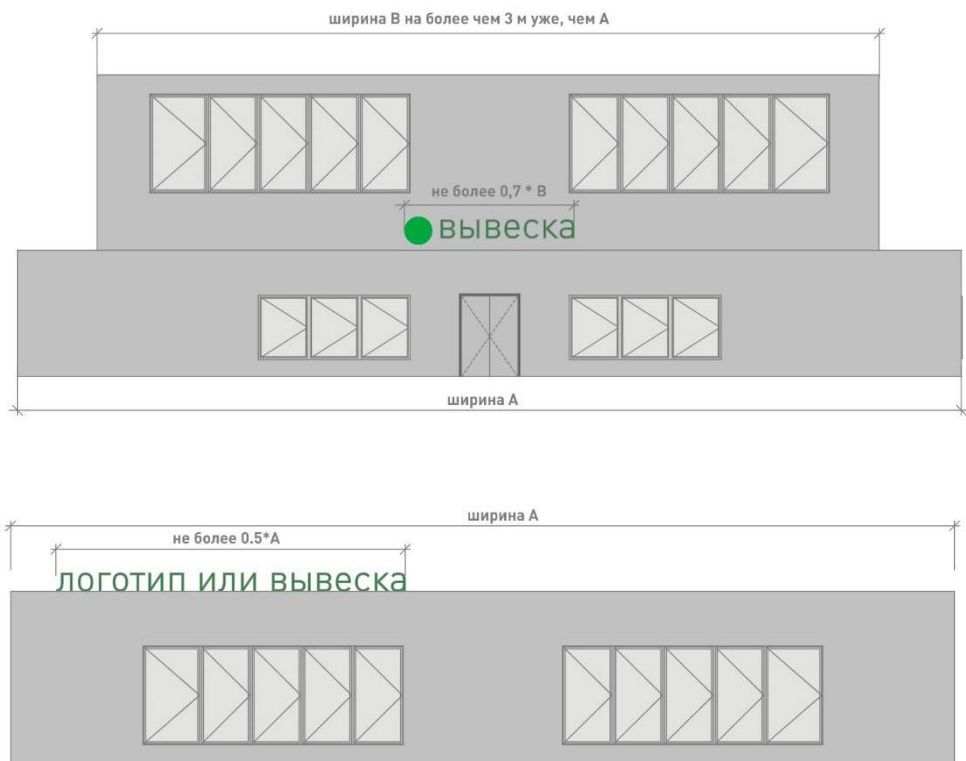 ширина В на более чем 3 м уже, чем А
не более 0,7 * В
вывеска
ширина А
ширина А
не более 0.5*А
логотип или вывеска